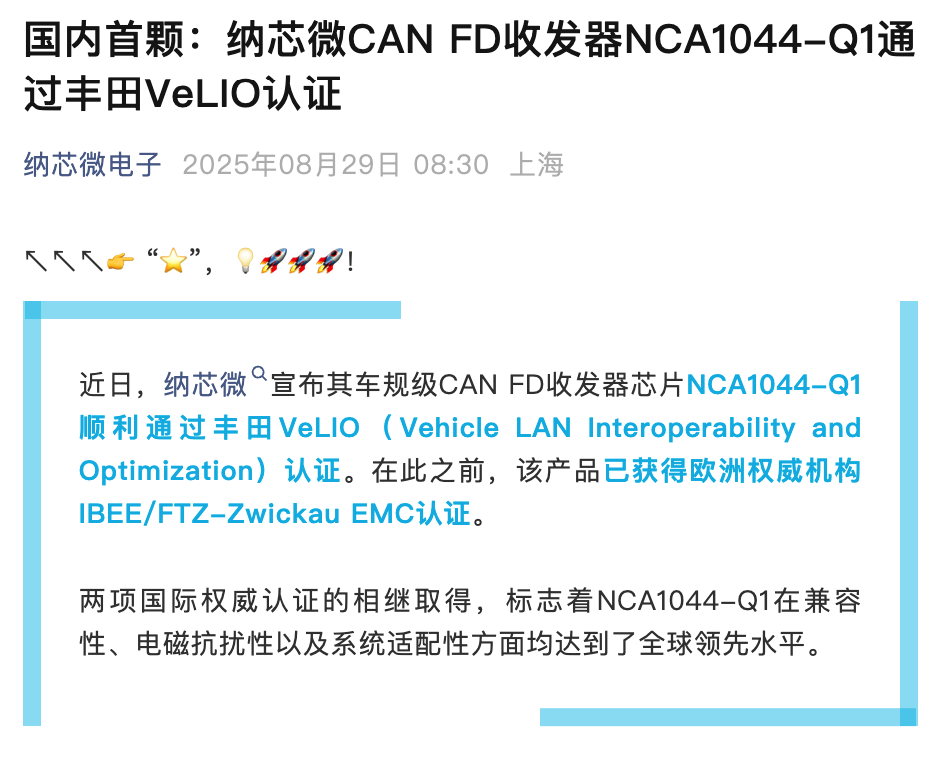 国内首颗：纳芯微CAN FD收发器NCA1044-Q1通
过丰田VeLIO认证
纳芯微电子 2025年08月29日 08:30 上海
↖↖↖👉 “⭐”，💡🚀🚀🚀!
近日，纳芯微宣布其车规级CAN FD收发器芯片NCA1044-Q1
顺利通过丰田VeLIO（Vehicle LAN Interoperability and
Optimization）认证。在此之前，该产品已获得欧洲权威机构
IBEE/FTZ-Zwickau EMC认证。
两项国际权威认证的相继取得，标志着NCA1044-Q1在兼容
性、电磁抗扰性以及系统适配性方面均达到了全球领先水平。